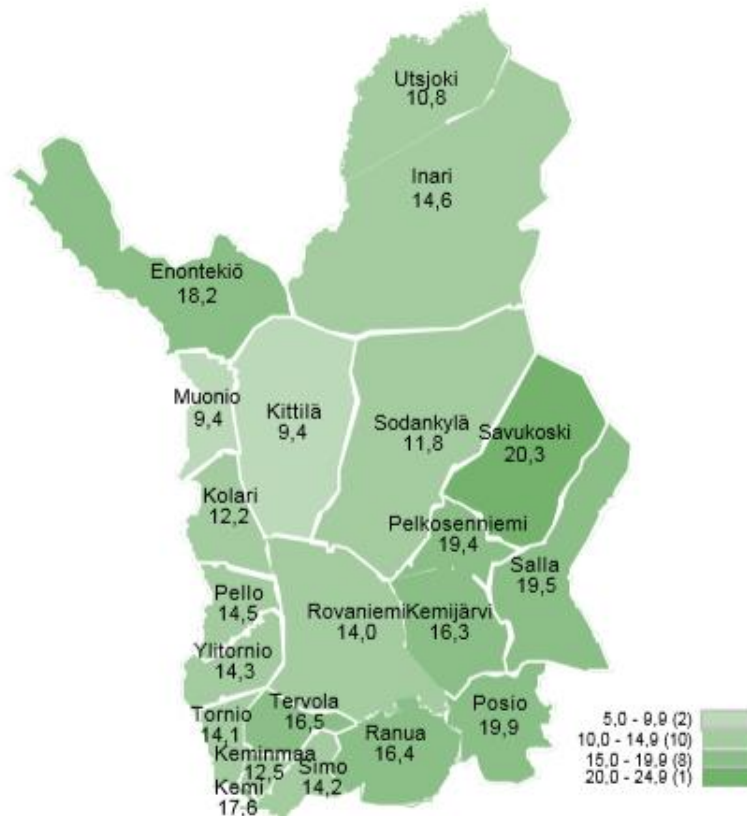 Utsjoki
10,8
Inari
14,6
Enontekiö
18,2
Muonio
9,4
Kittilä
9,4
Sodankylä
11,8
Savukoski
20,3
Kolari
12,2
Pelkosenniemi
19,4
Salla
19,5
Pello
14,5
Rovaniemi
14,0
Kemijärvi
16,3
Ylitornio
14,3
Tornio
14,1
Tervola
16,5
Ranua
16,4
Posio
19,9
Keminmaa
12,5
Simo
14,2
Kemi
17,6
5,0 - 9,9 (2)
10,0 - 14,9 (10)
15,0 - 19,9 (8)
20,0 - 24,9 (1)